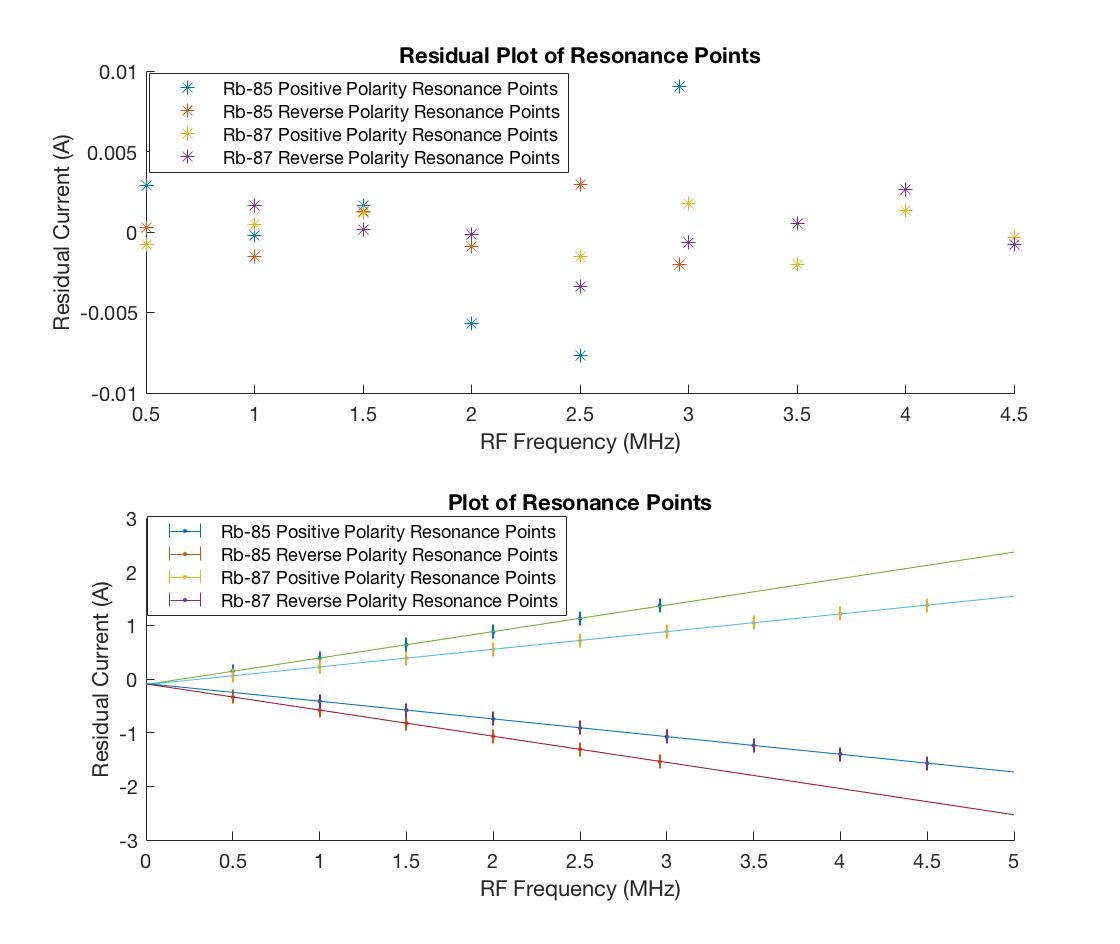 Residual Plot of Resonance Points
0.01
0.005
0
-0.005
-0.01
Residual Current (A)
Rb-85 Positive Polarity Resonance Points
Rb-85 Reverse Polarity Resonance Points
Rb-87 Positive Polarity Resonance Points
Rb-87 Reverse Polarity Resonance Points
0.5 1 1.5 2 2.5 3 3.5 4 4.5
RF Frequency (MHz)
Plot of Resonance Points
3
2
1
0
-1
-2
-3
Residual Current (A)
Rb-85 Positive Polarity Resonance Points
Rb-85 Reverse Polarity Resonance Points
Rb-87 Positive Polarity Resonance Points
Rb-87 Reverse Polarity Resonance Points
0 0.5 1 1.5 2 2.5 3 3.5 4 4.5 5
RF Frequency (MHz)